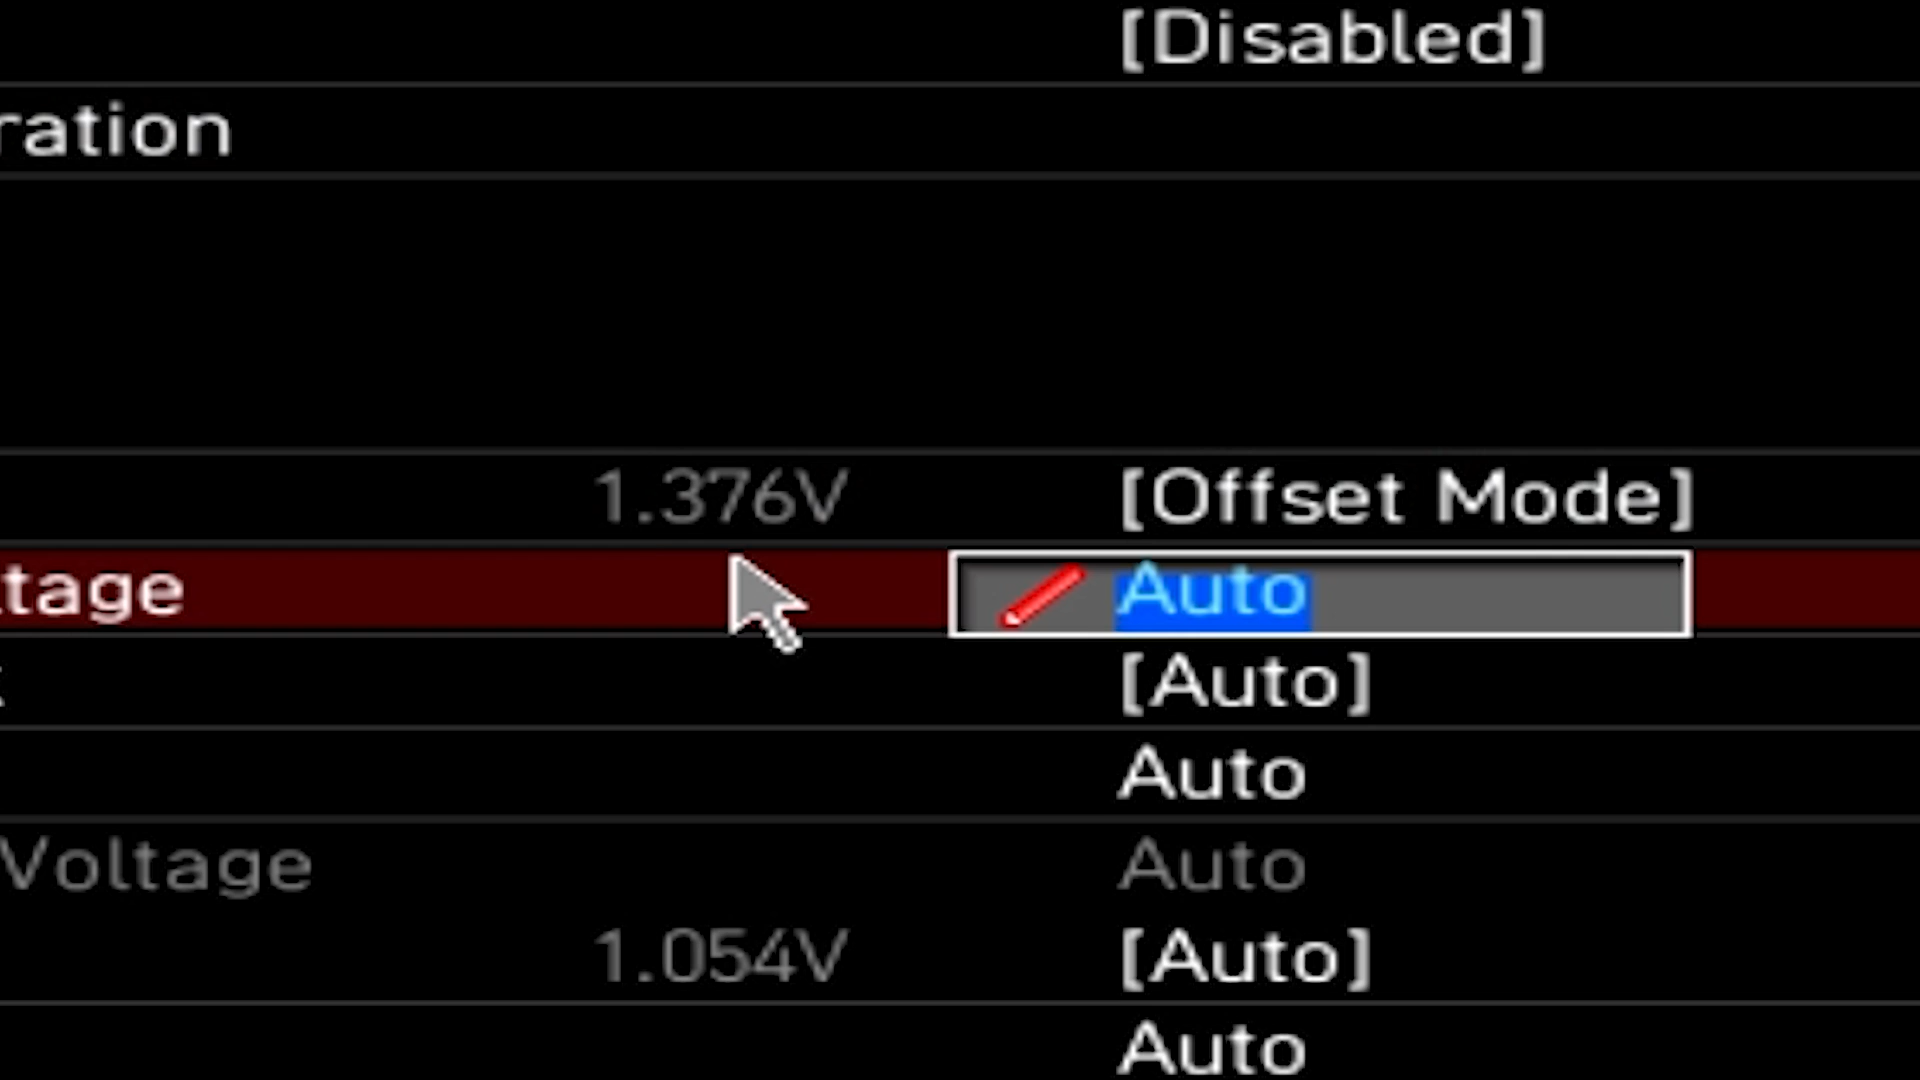 [Disabled]
ration
1.376V [Offset Mode]
tage Auto
[Auto]
Auto
Voltage Auto
1.054V [Auto]
Auto